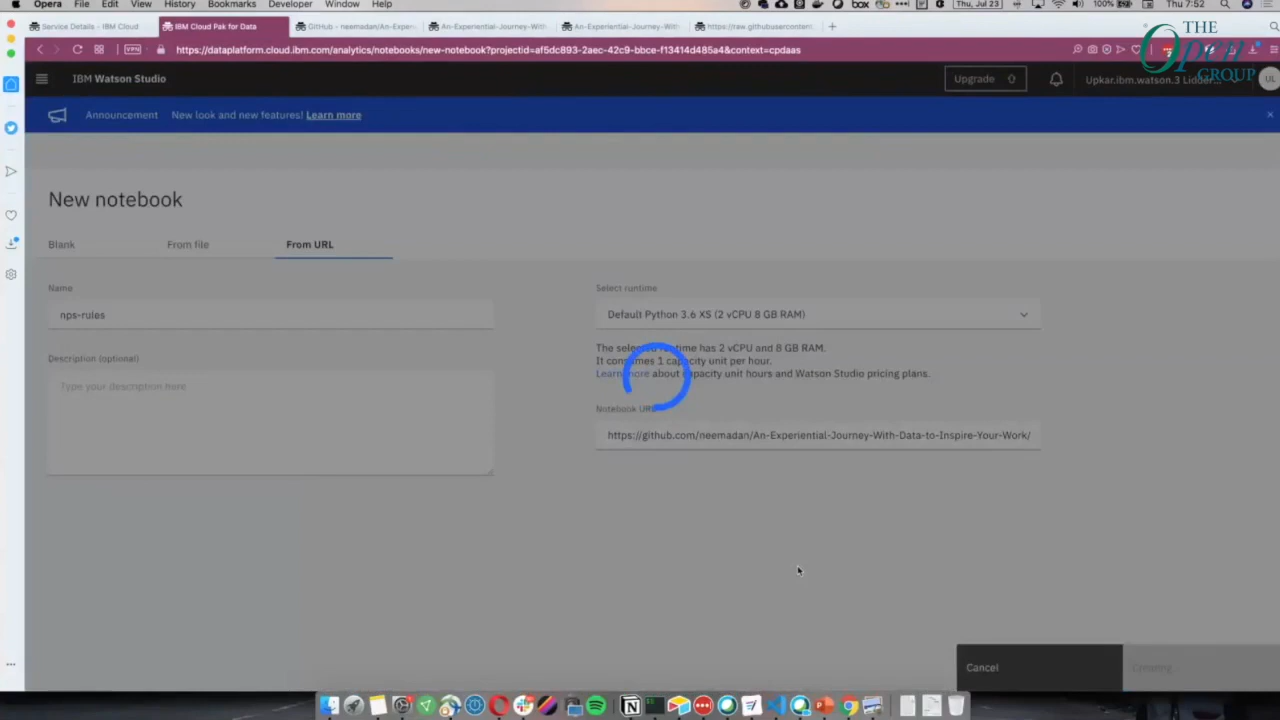 Opera File Edit View History Bookmarks Developer Window Help
box Thu, Jul 23 100% Thu 7:52
Service Details - IBM Cloud IBM Cloud Pak for Data GitHub - neemadan/An-Experi An-Experiential-Journey-With An-Experiential-Journey-With https://raw.githubusercontent
THE
Open
GROUP
VPN https://dataplatform.cloud.ibm.com/analytics/notebooks/new-notebook?projectid=af5dc893-2aec-42c9-bbce-f13414d485a4&context=cpdaas
IBM Watson Studio Upgrade Upkar.ibm.watson.3 Lidder... UL
Announcement New look and new features! Learn more
New notebook
Blank From file From URL
Name
nps-rules
Description (optional)
Type your description here
Select runtime
Default Python 3.6 XS (2 vCPU 8 GB RAM)
The selected runtime has 2 vCPU and 8 GB RAM.
It consumes 1 capacity unit per hour.
Learn more about capacity unit hours and Watson Studio pricing plans.
Notebook URL
https://github.com/neemadan/An-Experiential-Journey-With-Data-to-Inspire-Your-Work/
Cancel Creating...